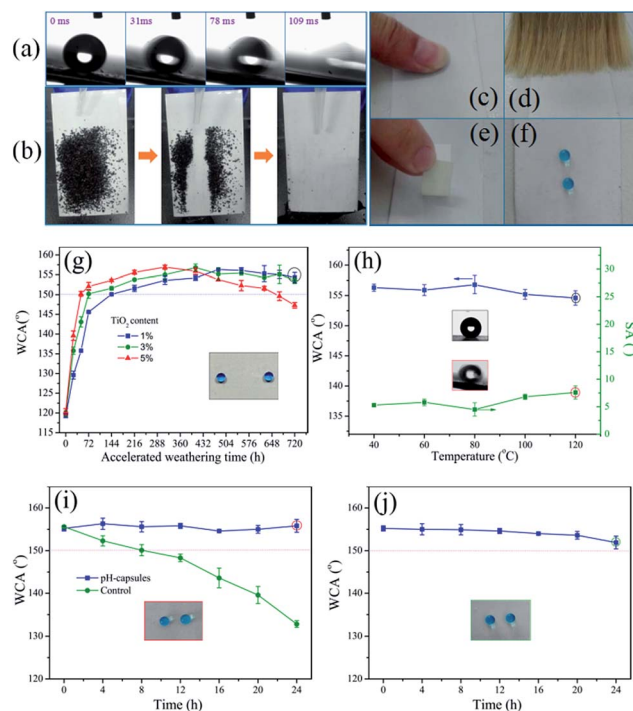 (a)
0 ms 31ms 78 ms 109 ms
(b)
(c) (d)
(e) (f)
(g)
WCA (°)
160
155
150
145
140
135
130
125
120
115
TiO2 content
1%
3%
5%
0 72 144 216 288 360 432 504 576 648 720
Accelerated weathering time (h)
(h)
WCA (°)
160
155
150
145
140
135
SA (°)
30
25
20
15
10
5
0
40 60 80 100 120
Temperature (°C)
(i)
WCA (°)
160
150
140
130
120
pH-capsules
Control
0 4 8 12 16 20 24
Time (h)
(j)
WCA (°)
160
150
140
130
120
0 4 8 12 16 20 24
Time (h)